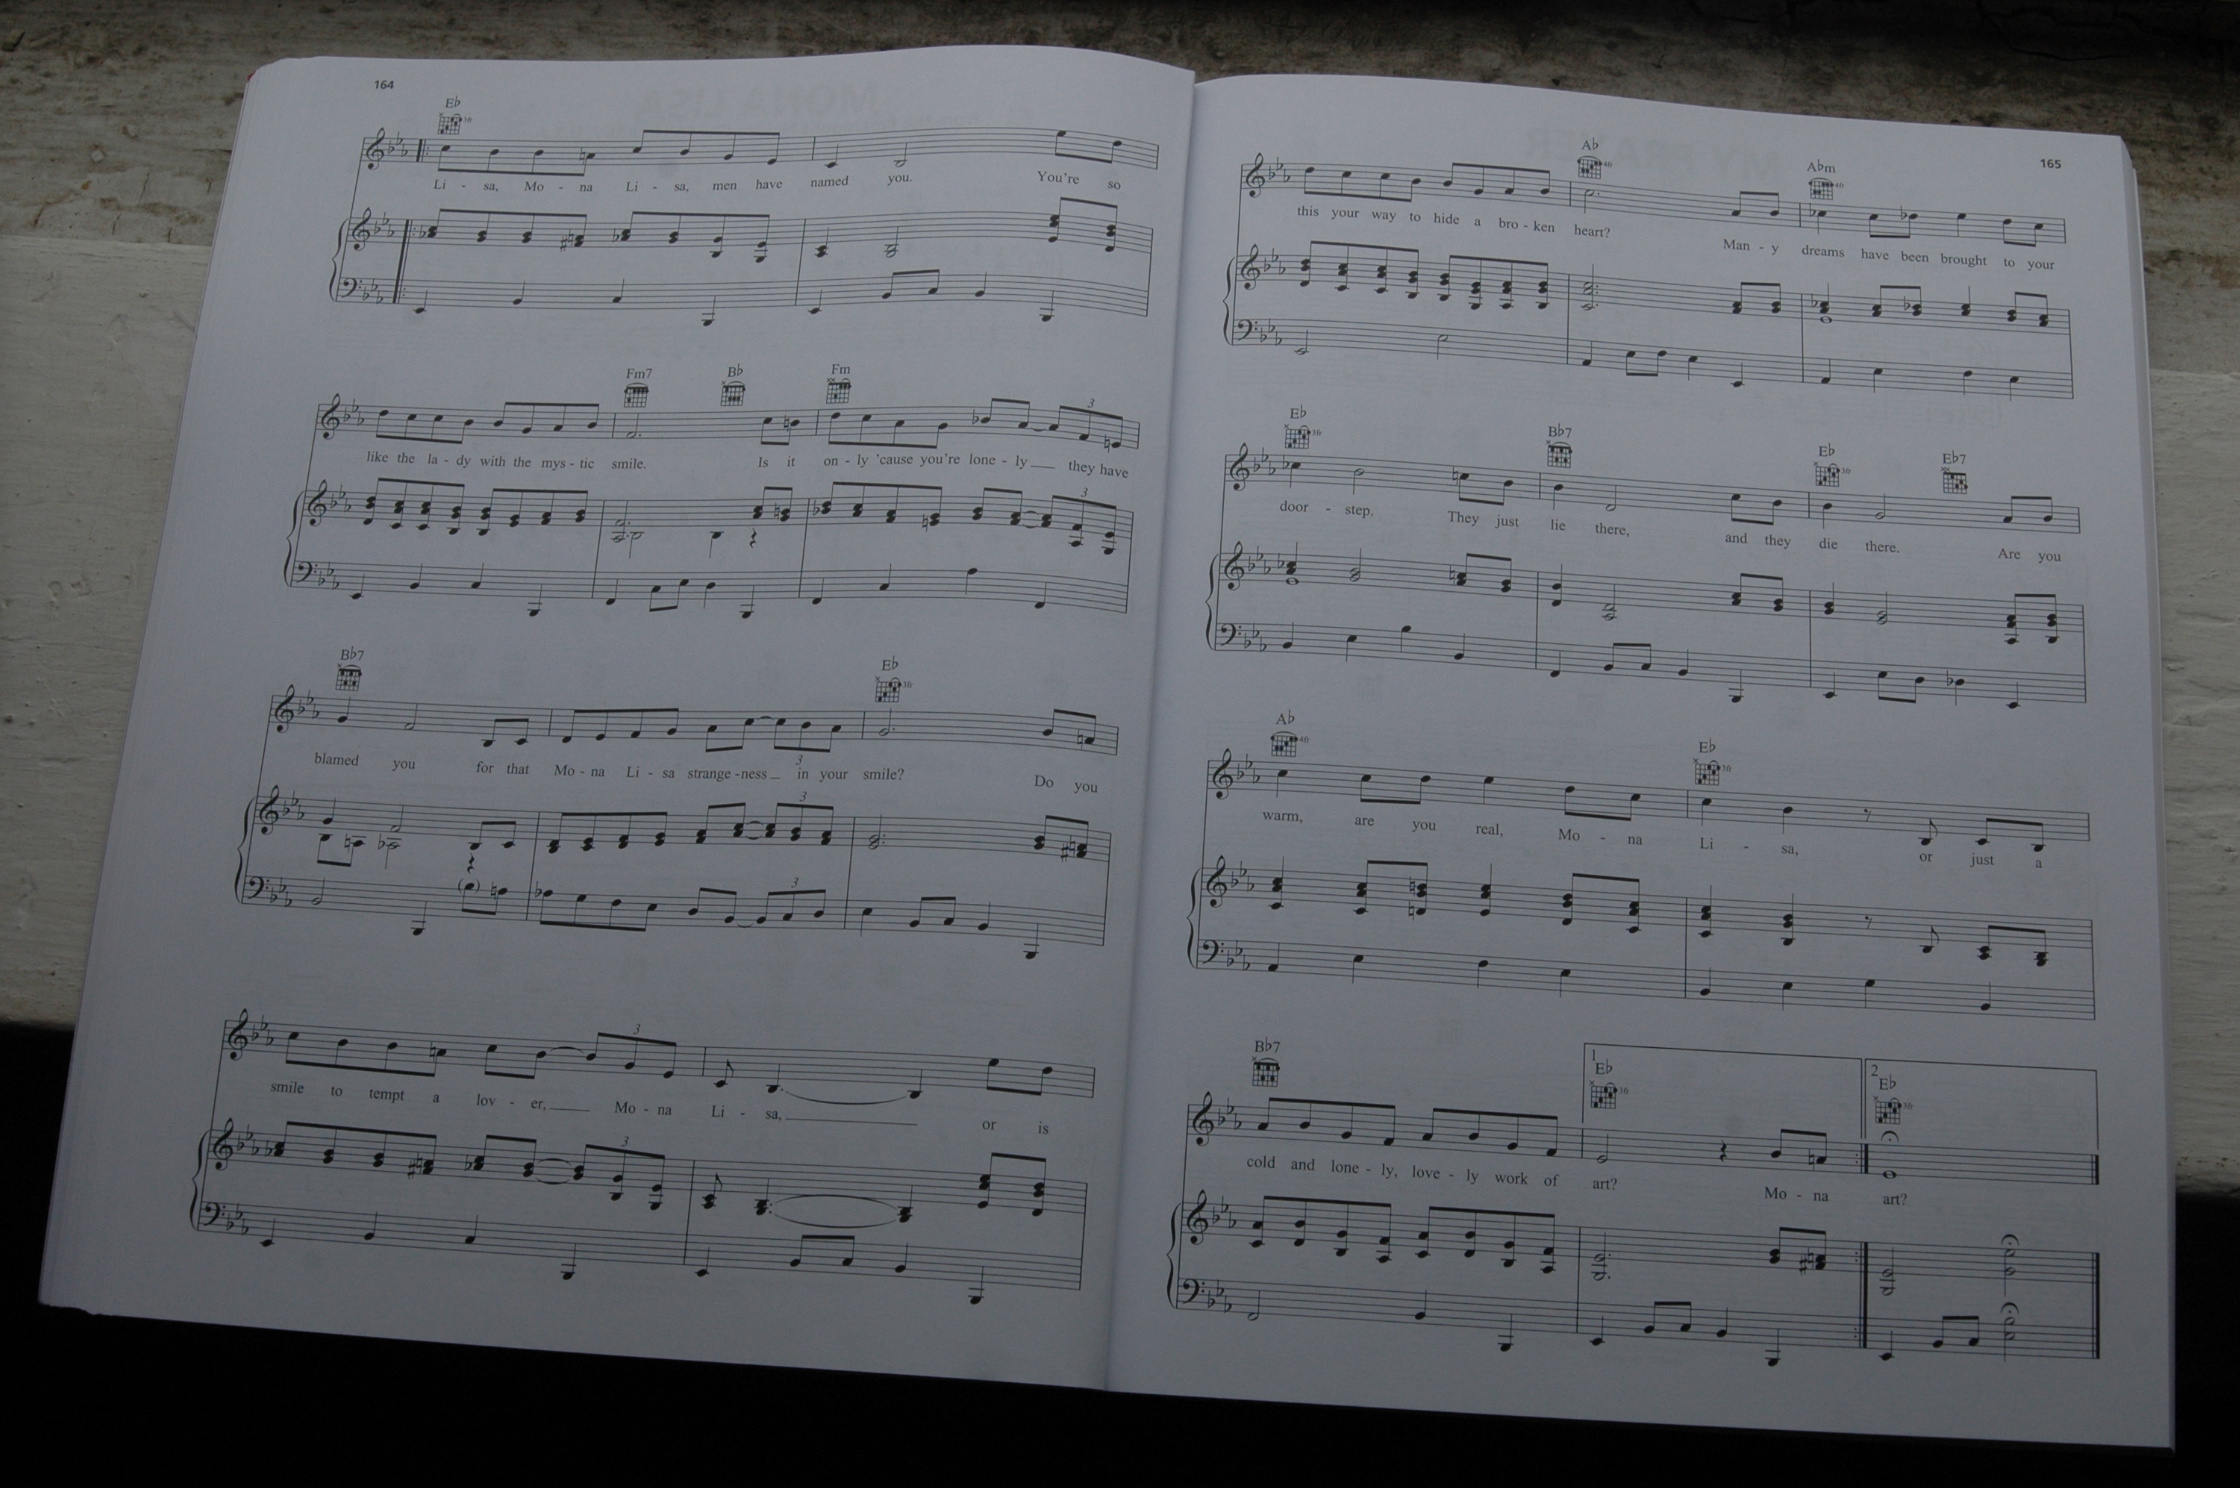 164
E♭
Li - sa, Mo - na Li - sa, men have named you. You're so
Fm7 B♭ Fm
3
like the la - dy with the mys - tic smile. Is it on - ly 'cause you're lone - ly they have
3
B♭7 E♭
blamed you for that Mo - na Li - sa strange - ness in your smile? Do you
3
3
3
3
smile to tempt a lov - er, Mo - na Li - sa, or is
3
165
A♭ A♭m
this your way to hide a bro - ken heart? Man - y dreams have been brought to your
E♭ B♭7 E♭ E♭7
door - step. They just lie there, and they die there. Are you
A♭ E♭
warm, are you real, Mo - na Li - sa, or just a
B♭7 1 E♭ 2 E♭
cold and lone - ly, love - ly work of art? Mo - na art?